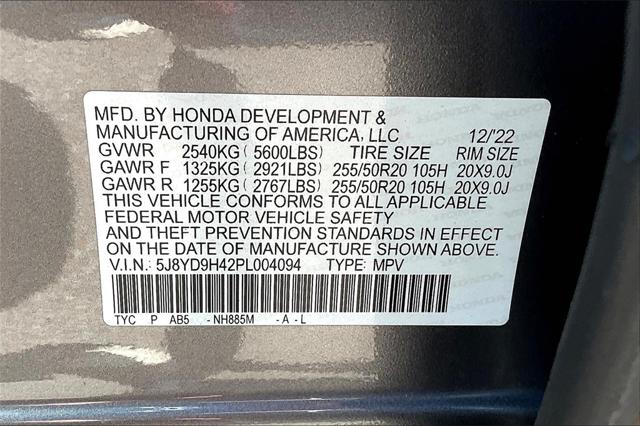 MFD. BY HONDA DEVELOPMENT &
MANUFACTURING OF AMERICA, LLC 12/'22
GVWR 2540KG (5600LBS) TIRE SIZE RIM SIZE
GAWR F 1325KG (2921LBS) 255/50R20 105H 20X9.0J
GAWR R 1255KG (2767LBS) 255/50R20 105H 20X9.0J
THIS VEHICLE CONFORMS TO ALL APPLICABLE
FEDERAL MOTOR VEHICLE SAFETY
AND THEFT PREVENTION STANDARDS IN EFFECT
ON THE DATE OF MANUFACTURE SHOWN ABOVE.
V.I.N.: 5J8YD9H42PL004094 TYPE: MPV
TYC P AB5 -NH885M -A-L